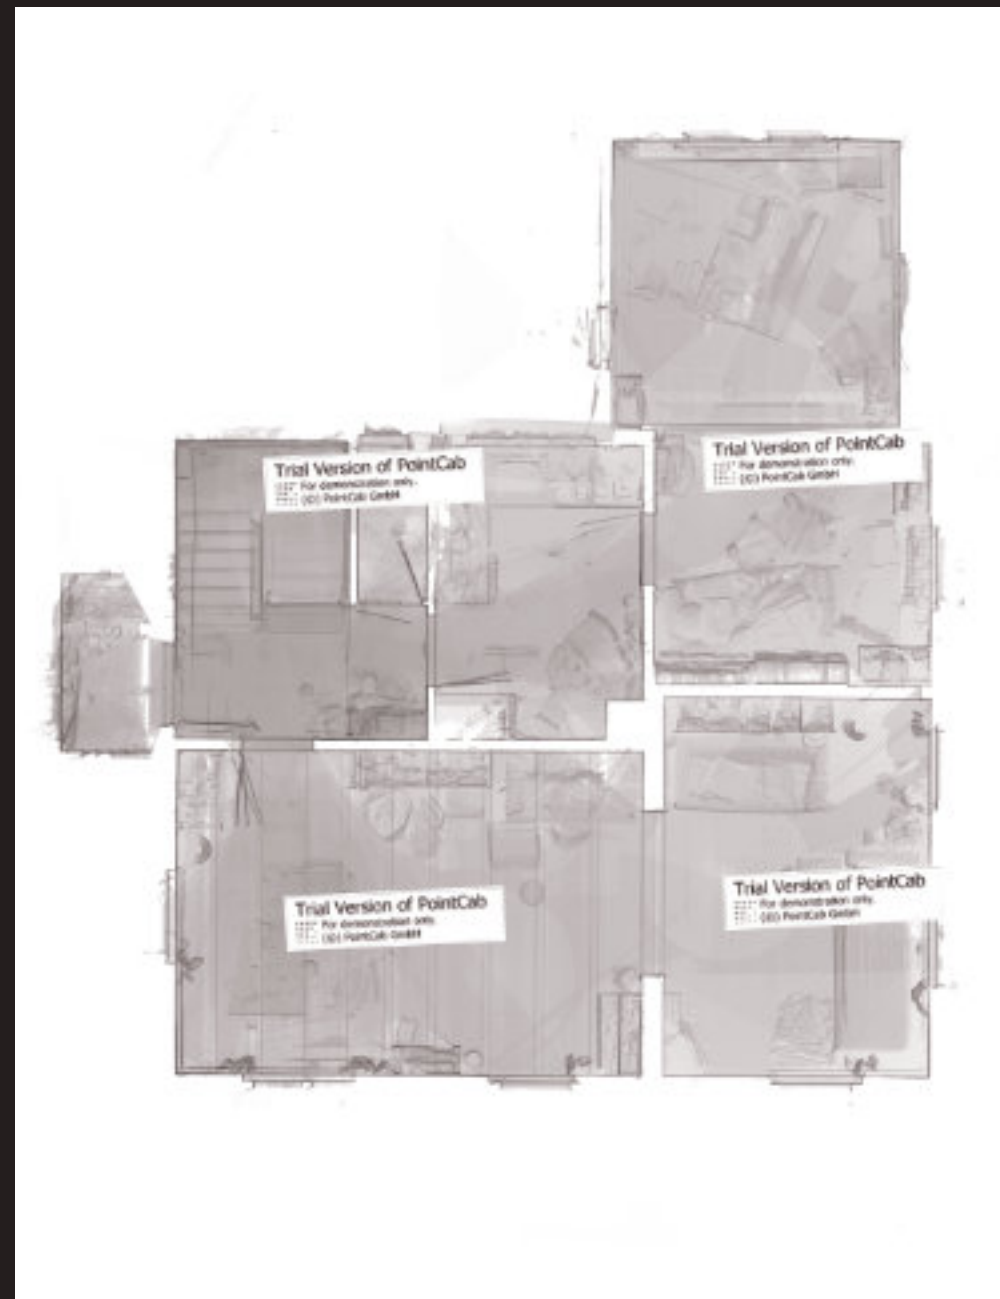 Trial Version of PointCab
For demonstration only.
(C) PointCab GmbH
Trial Version of PointCab
For demonstration only.
(C) PointCab GmbH
Trial Version of PointCab
For demonstration only.
(C) PointCab GmbH
Trial Version of PointCab
For demonstration only.
(C) PointCab GmbH